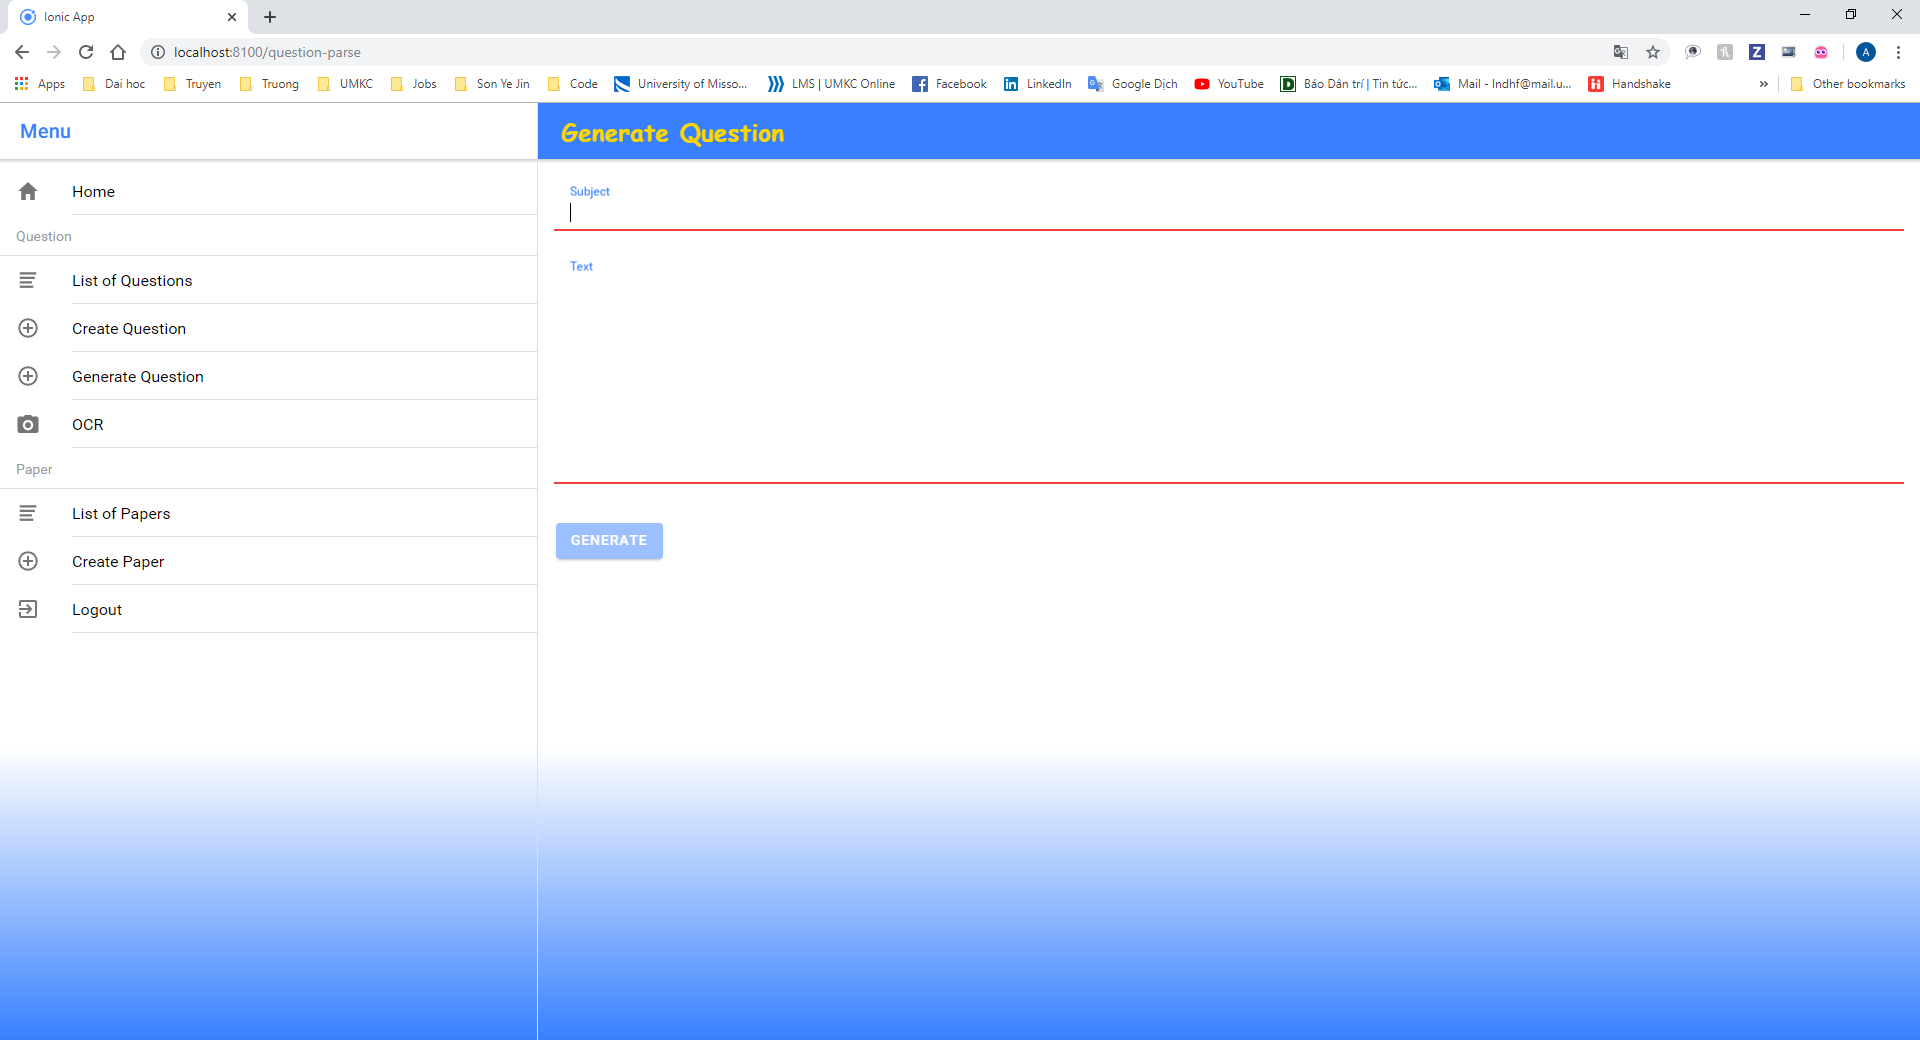 Ionic App
localhost:8100/question-parse
Apps Dai hoc Truyen Truong UMKC Jobs Son Ye Jin Code University of Misso... LMS | UMKC Online Facebook LinkedIn Google Dịch YouTube Báo Dân trí | Tin tức... Mail - lndhf@mail.u... Handshake » Other bookmarks
Menu
Generate Question
Home
Question
List of Questions
Create Question
Generate Question
OCR
Paper
List of Papers
Create Paper
Logout
Subject
Text
GENERATE